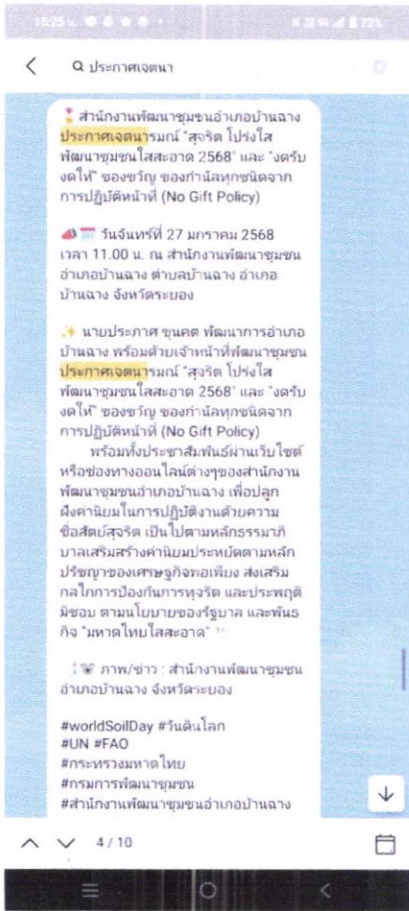 15:25 น.
72%
ประกาศเจตนา
สำนักงานพัฒนาชุมชนอำเภอบ้านฉาง
ประกาศเจตนารมณ์ "สุจริต โปร่งใส
พัฒนาชุมชนใสสะอาด 2568" และ "งดรับ
งดให้" ของขวัญ ของกำนัลทุกชนิดจาก
การปฏิบัติหน้าที่ (No Gift Policy)
วันจันทร์ที่ 27 มกราคม 2568
เวลา 11.00 น. ณ สำนักงานพัฒนาชุมชน
อำเภอบ้านฉาง ตำบลบ้านฉาง อำเภอ
บ้านฉาง จังหวัดระยอง
นายประกาศ ขุนคต พัฒนาการอำเภอ
บ้านฉาง พร้อมด้วยเจ้าหน้าที่พัฒนาชุมชน
ประกาศเจตนารมณ์ "สุจริต โปร่งใส
พัฒนาชุมชนใสสะอาด 2568" และ "งดรับ
งดให้" ของขวัญ ของกำนัลทุกชนิดจาก
การปฏิบัติหน้าที่ (No Gift Policy)
พร้อมทั้งประชาสัมพันธ์ผ่านเว็บไซต์
หรือช่องทางออนไลน์ต่างๆของสำนักงาน
พัฒนาชุมชนอำเภอบ้านฉาง เพื่อปลูก
ฝังค่านิยมในการปฏิบัติงานด้วยความ
ซื่อสัตย์สุจริต เป็นไปตามหลักธรรมาภิ
บาลเสริมสร้างค่านิยมประหยัดตามหลัก
ปรัชญาของเศรษฐกิจพอเพียง ส่งเสริม
กลไกการป้องกันการทุจริต และประพฤติ
มิชอบ ตามนโยบายของรัฐบาล และพันธ
กิจ "มหาดไทยใสสะอาด"
ภาพ/ข่าว : สำนักงานพัฒนาชุมชน
อำเภอบ้านฉาง จังหวัดระยอง
#worldSoilDay #วันดินโลก
#UN #FAO
#กระทรวงมหาดไทย
#กรมการพัฒนาชุมชน
#สำนักงานพัฒนาชุมชนอำเภอบ้านฉาง
4 / 10